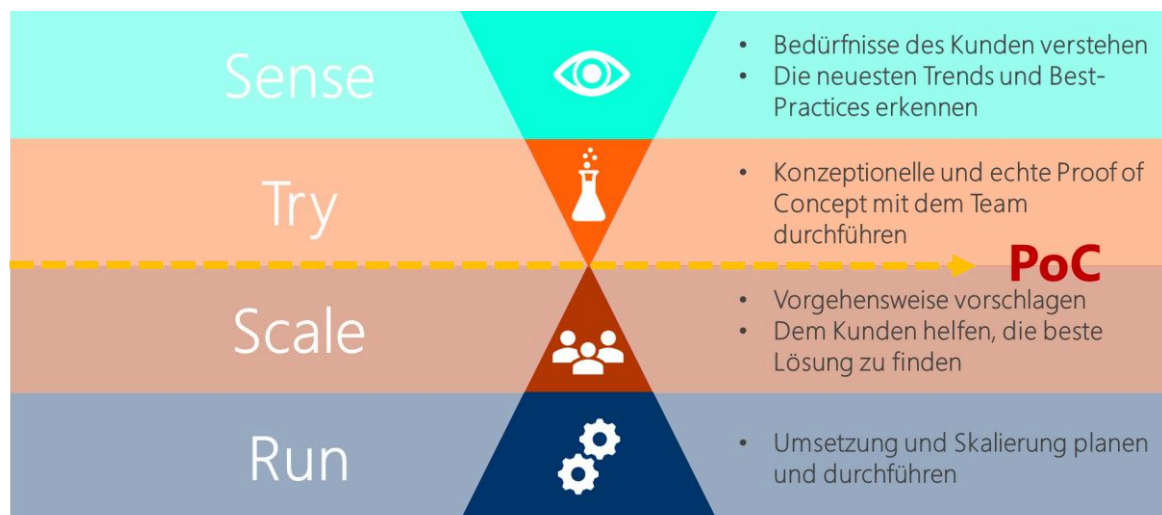 Sense
• Bedürfnisse des Kunden verstehen
• Die neuesten Trends und Best-
Practices erkennen
Try
• Konzeptionelle und echte Proof of
Concept mit dem Team
durchführen
PoC
Scale
• Vorgehensweise vorschlagen
• Dem Kunden helfen, die beste
Lösung zu finden
Run
• Umsetzung und Skalierung planen
und durchführen